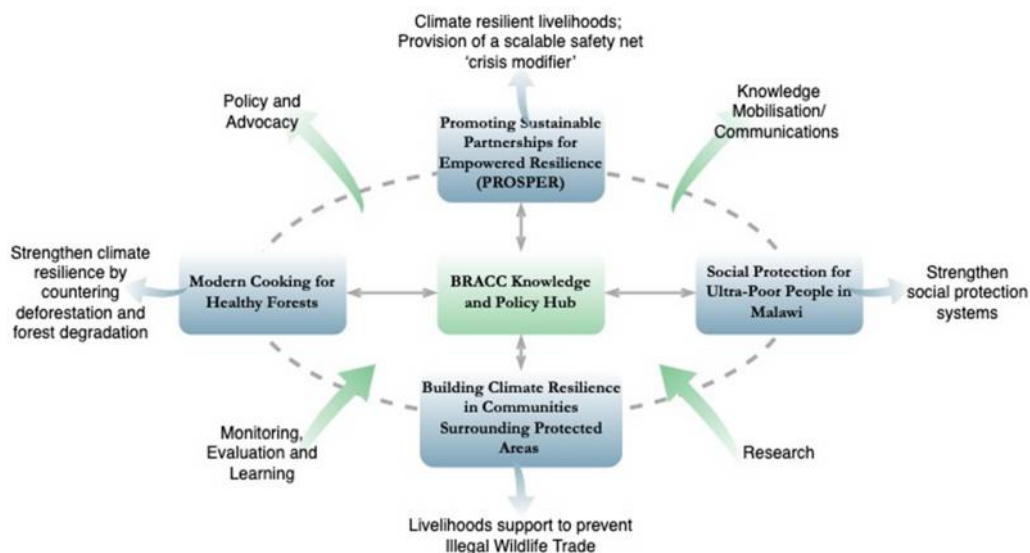 Climate resilient livelihoods;
Provision of a scalable safety net
‘crisis modifier’
Policy and
Advocacy
Knowledge
Mobilisation/
Communications
Promoting Sustainable
Partnerships for
Empowered Resilience
(PROSPER)
Strengthen climate
resilience by
countering
deforestation and
forest degradation
Modern Cooking for
Healthy Forests
BRACC Knowledge
and Policy Hub
Social Protection for
Ultra-Poor People in
Malawi
Strengthen
social protection
systems
Building Climate Resilience
in Communities
Surrounding Protected
Areas
Monitoring,
Evaluation and
Learning
Research
Livelihoods support to prevent
Illegal Wildlife Trade